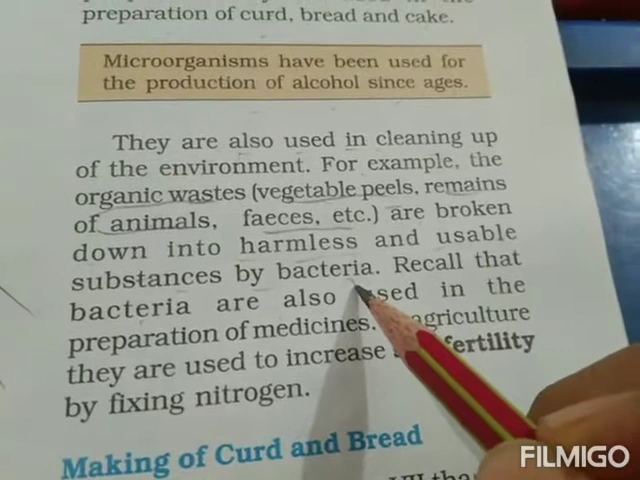 preparation of curd, bread and cake.
Microorganisms have been used for
the production of alcohol since ages.
They are also used in cleaning up
of the environment. For example, the
organic wastes (vegetable peels, remains
of animals, faeces, etc.) are broken
down into harmless and usable
substances by bacteria. Recall that
bacteria are also used in the
preparation of medicines. agriculture
they are used to increase fertility
by fixing nitrogen.
Making of Curd and Bread
VII
FILMIGO